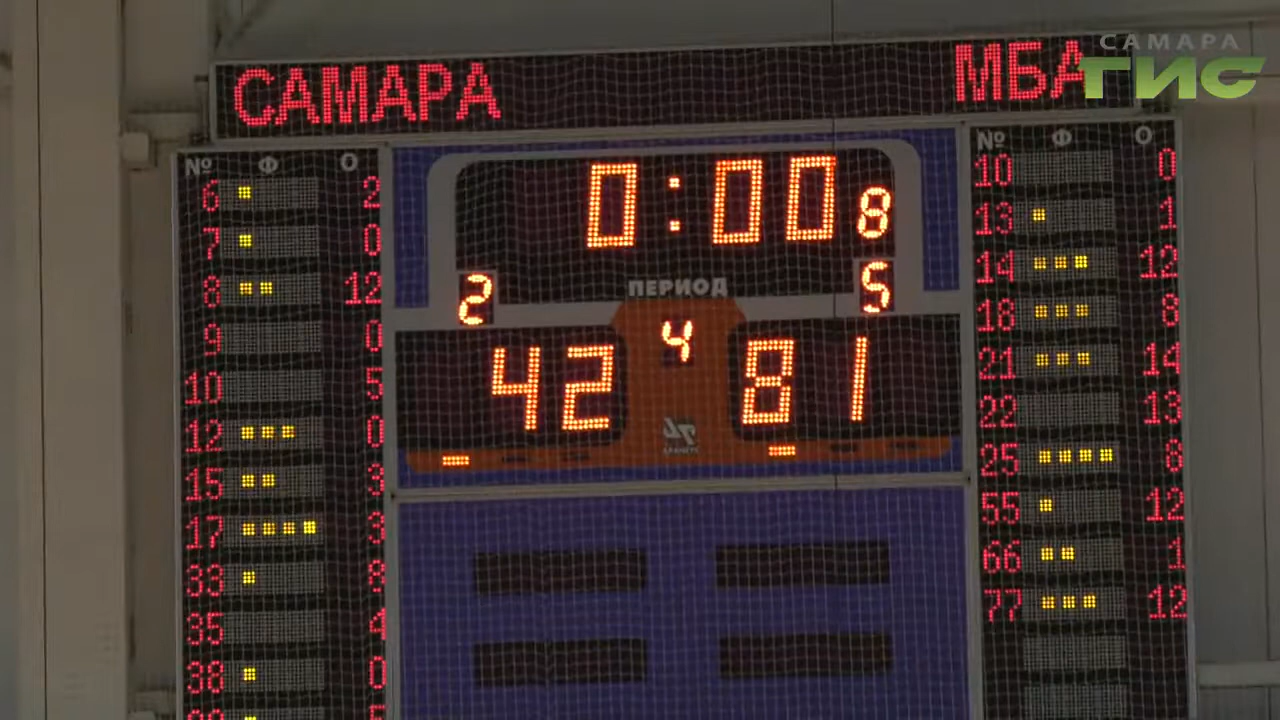 САМАРА
МБА
САМАРА
ГИС
№ Ф О
6 2
7 0
8 12
9 0
10 5
12 0
15 3
17 3
33 8
35 4
38 0
0:00 8
2 ПЕРИОД 5
42 4 81
№ Ф О
10 0
13 1
14 12
18 8
21 14
22 13
25 8
55 12
66 1
77 12